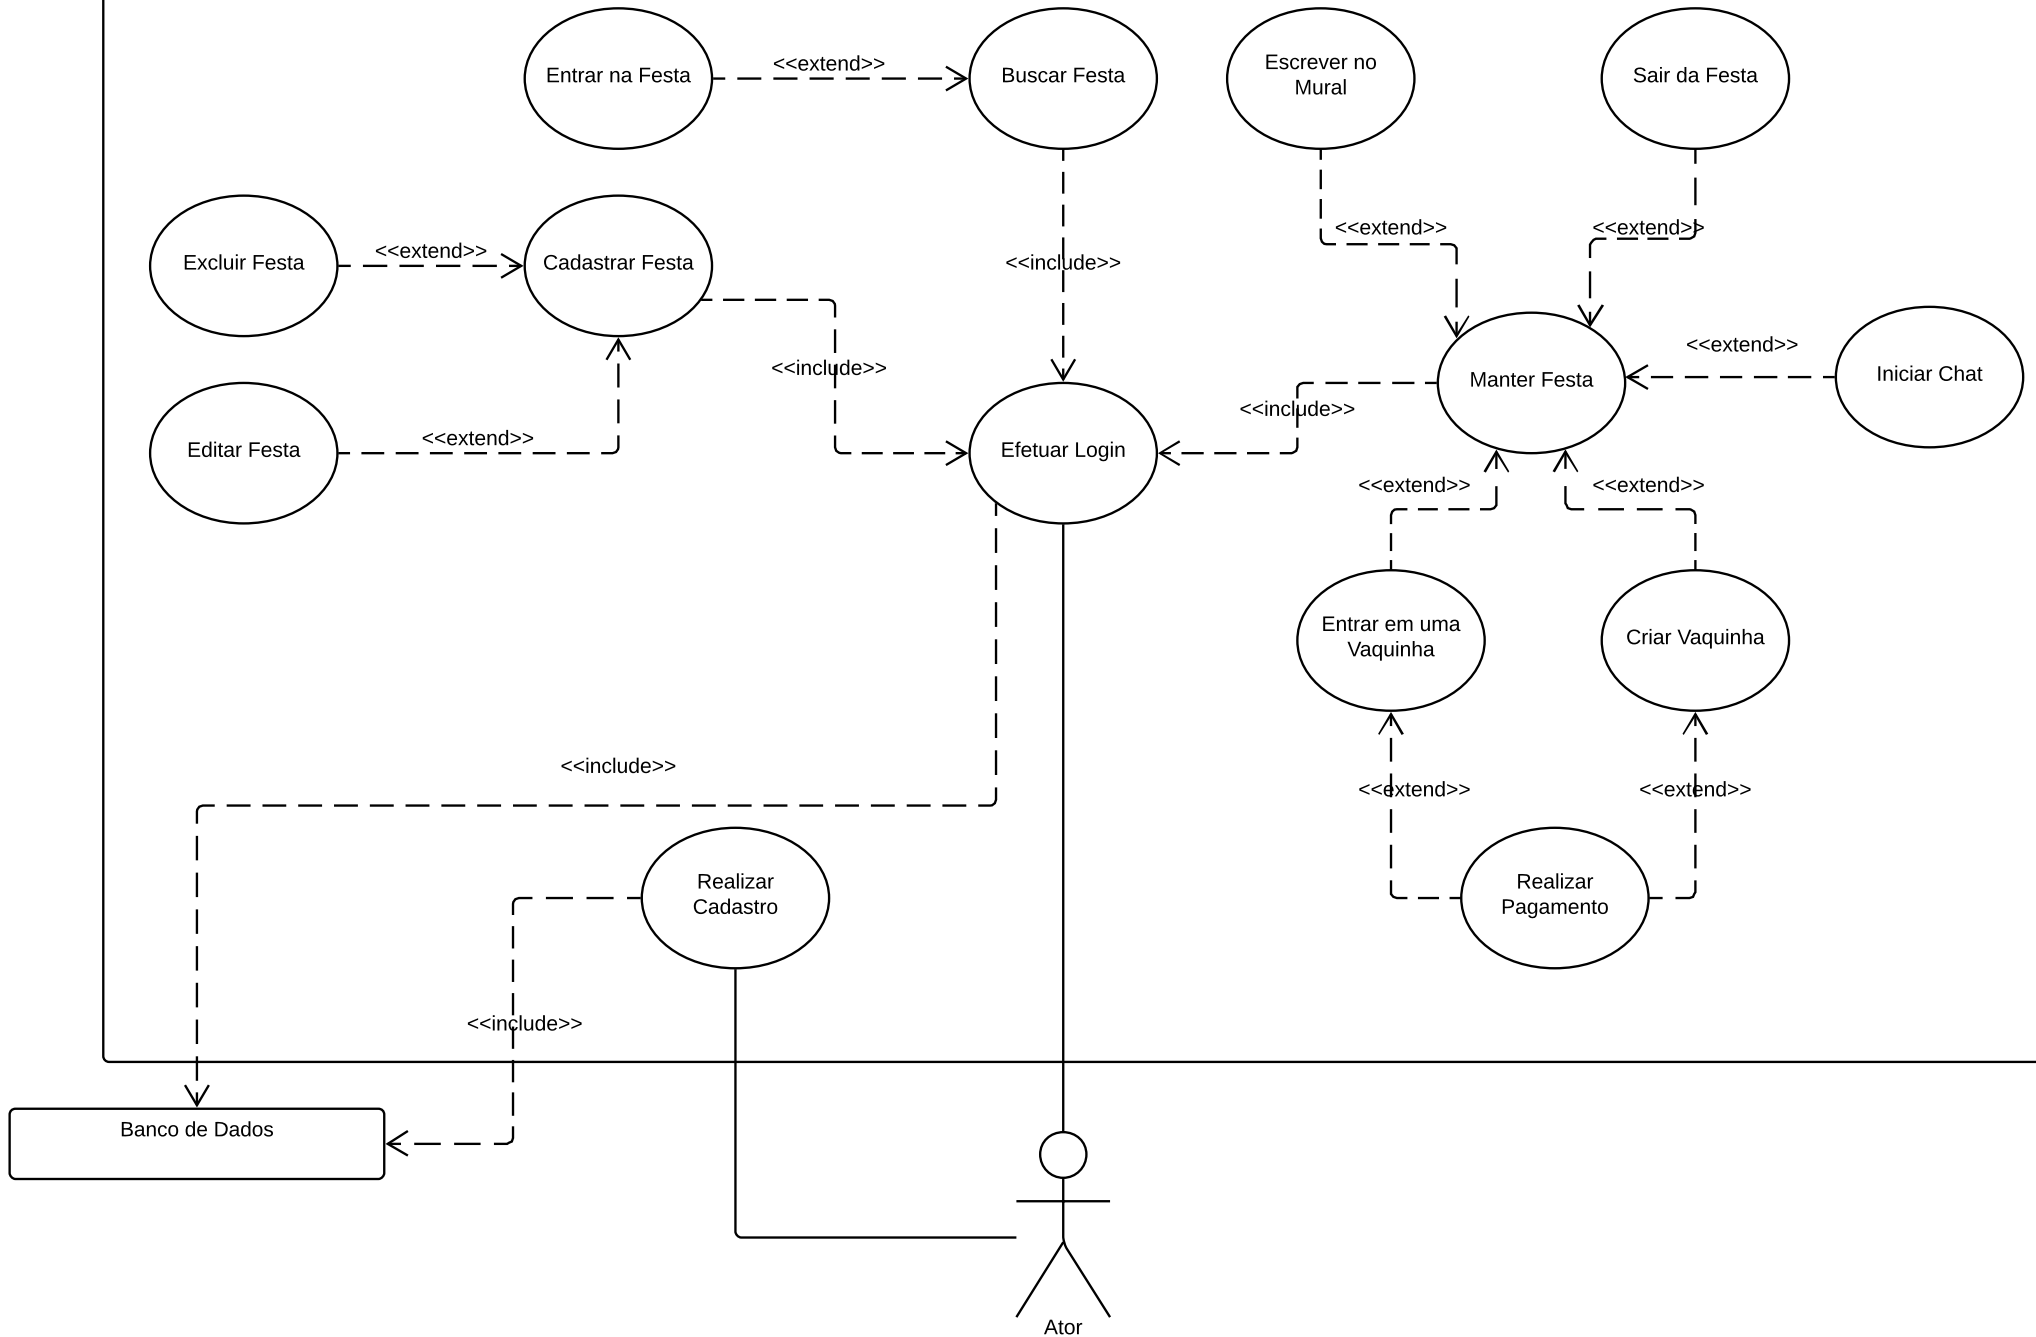 Entrar na Festa
<<extend>>
Buscar Festa
Escrever no
Mural
Sair da Festa
Excluir Festa
<<extend>>
Cadastrar Festa
<<include>>
<<extend>>
<<extend>>
<<include>>
<<extend>>
Iniciar Chat
Manter Festa
<<include>>
Editar Festa
<<extend>>
Efetuar Login
<<extend>>
<<extend>>
Entrar em uma
Vaquinha
Criar Vaquinha
<<include>>
<<extend>>
<<extend>>
Realizar
Cadastro
Realizar
Pagamento
<<include>>
Banco de Dados
Ator